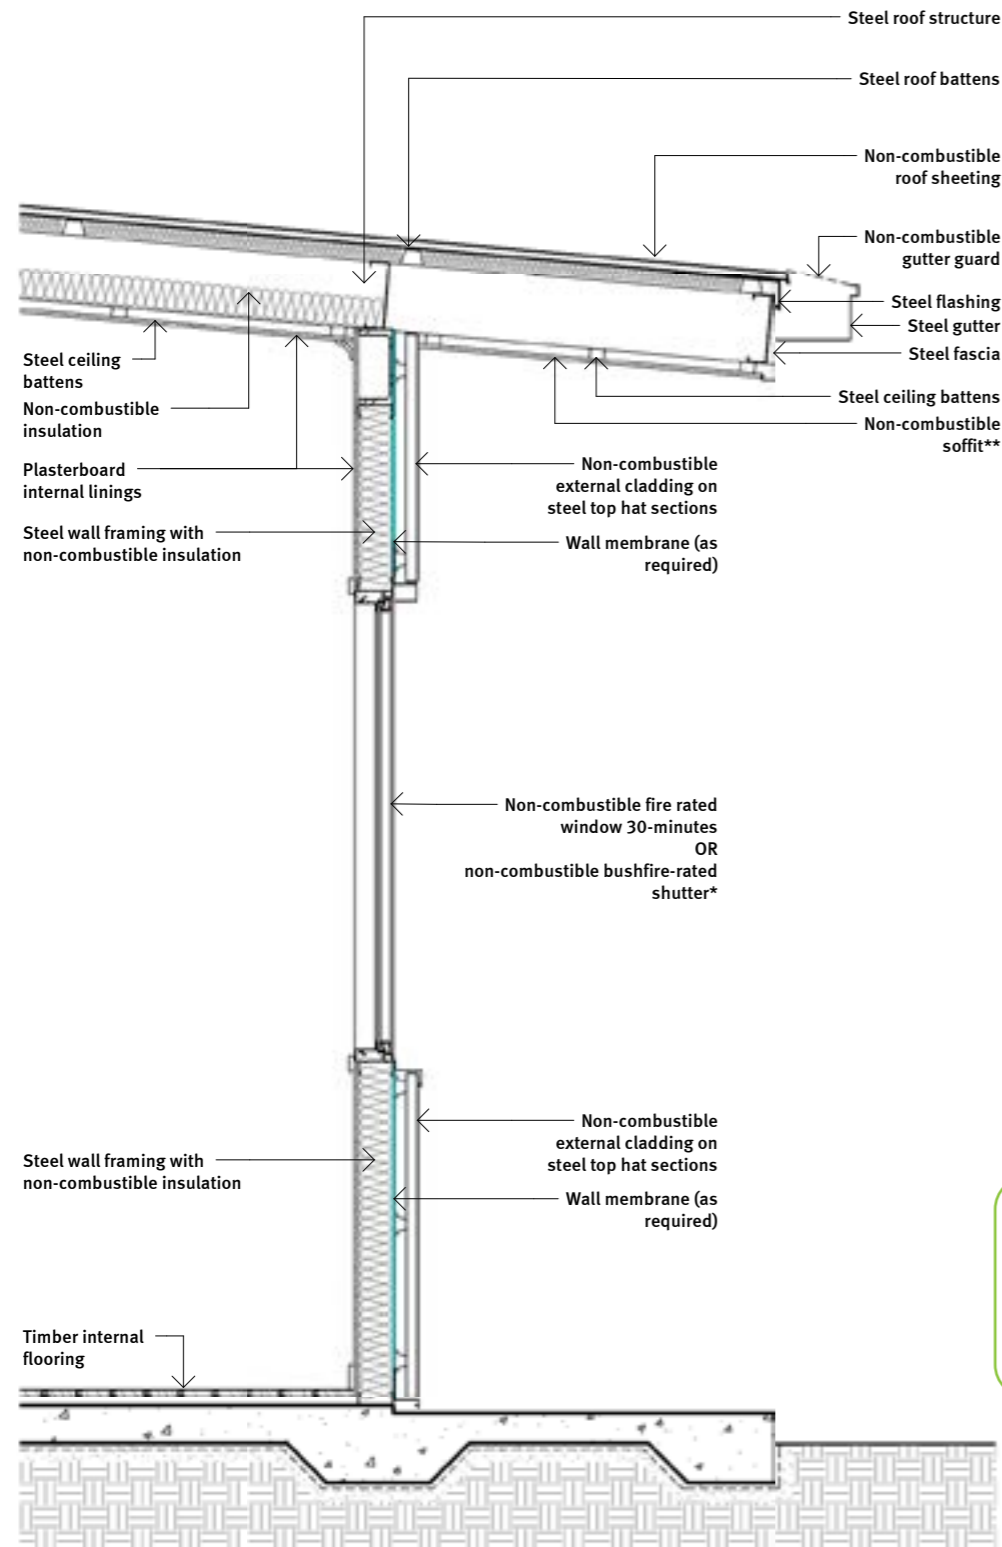 Steel roof structure
Steel roof battens
Non-combustible
roof sheeting
Non-combustible
gutter guard
Steel flashing
Steel gutter
Steel fascia
Steel ceiling
battens
Steel ceiling battens
Non-combustible
insulation
Non-combustible
soffit**
Plasterboard
internal linings
Non-combustible
external cladding on
steel top hat sections
Steel wall framing with
non-combustible insulation
Wall membrane (as
required)
Non-combustible fire rated
window 30-minutes
OR
non-combustible bushfire-rated
shutter*
Non-combustible
external cladding on
steel top hat sections
Steel wall framing with
non-combustible insulation
Wall membrane (as
required)
Timber internal
flooring